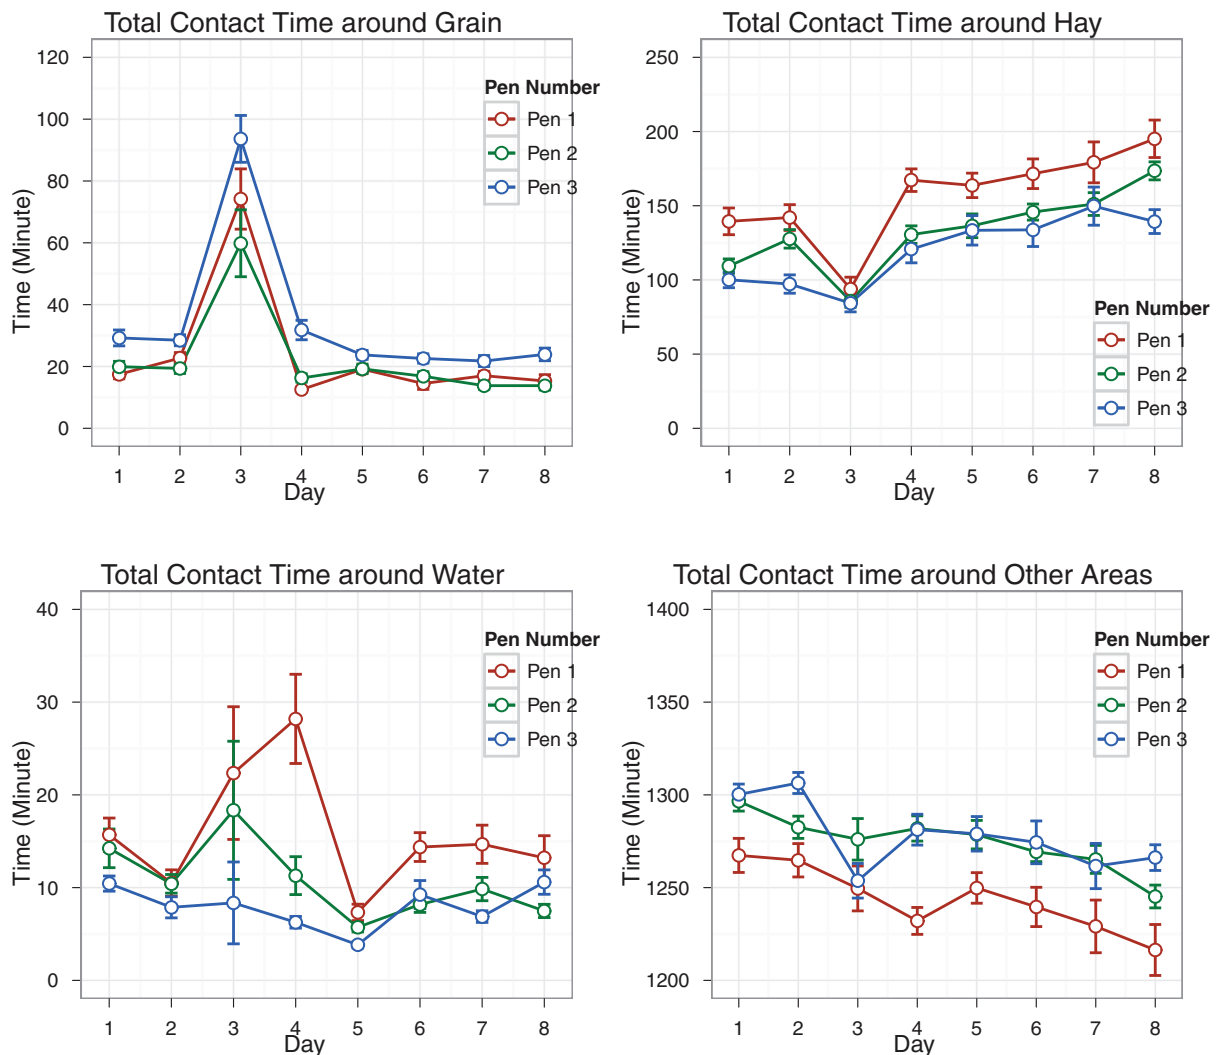 Total Contact Time around Grain
120
100
80
60
40
20
0
Time (Minute)
Pen Number
Pen 1
Pen 2
Pen 3
1 2 3 4 5 6 7 8
Day
Total Contact Time around Hay
250
200
150
100
50
0
Time (Minute)
Pen Number
Pen 1
Pen 2
Pen 3
1 2 3 4 5 6 7 8
Day
Total Contact Time around Water
40
30
20
10
0
Time (Minute)
Pen Number
Pen 1
Pen 2
Pen 3
1 2 3 4 5 6 7 8
Day
Total Contact Time around Other Areas
1400
1350
1300
1250
1200
Time (Minute)
Pen Number
Pen 1
Pen 2
Pen 3
1 2 3 4 5 6 7 8
Day